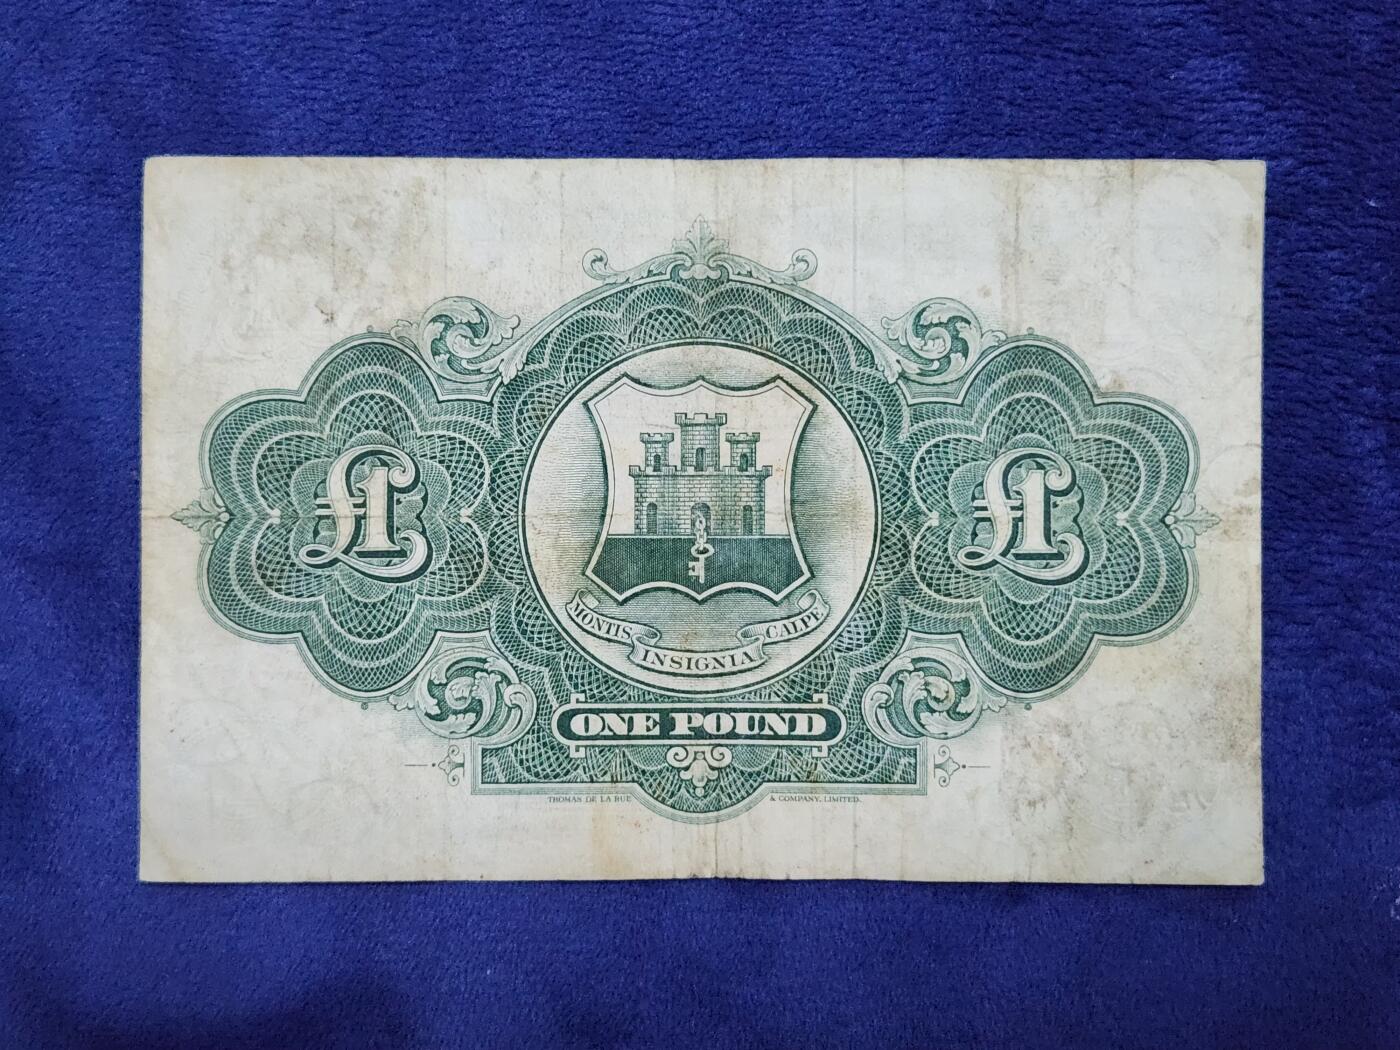 £1
£1
MONTIS INSIGNIA CALPE
ONE POUND
THOMAS DE LA RUE & COMPANY, LIMITED.